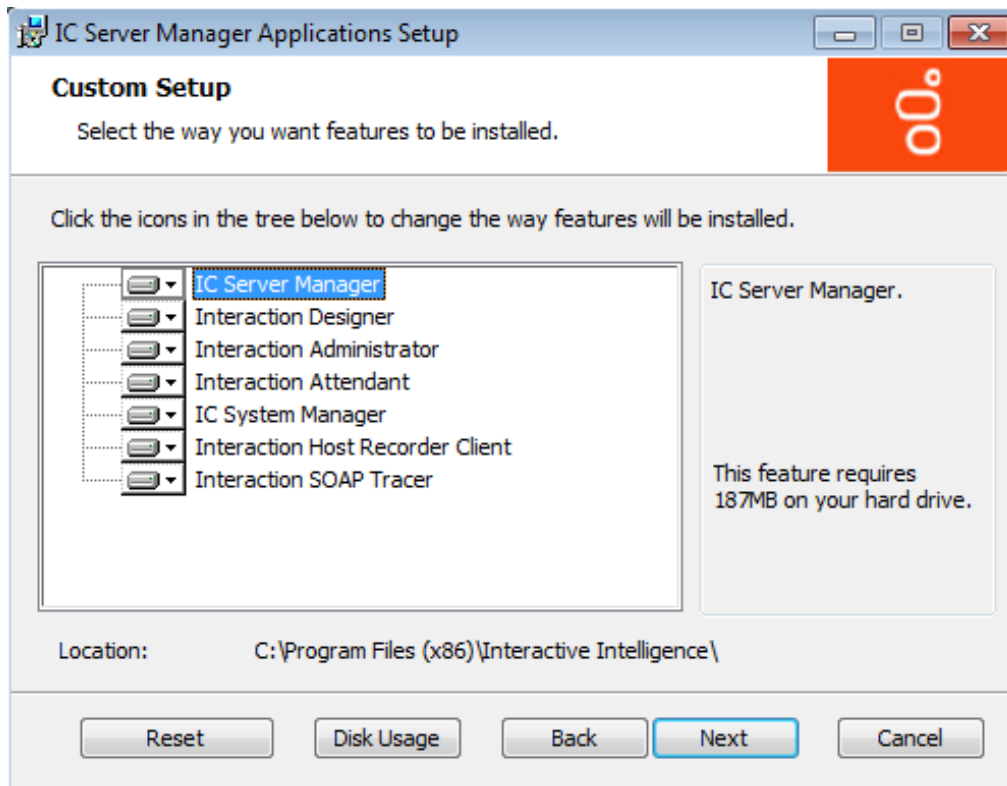 IC Server Manager Applications Setup
Custom Setup
Select the way you want features to be installed.
Click the icons in the tree below to change the way features will be installed.
IC Server Manager
Interaction Designer
Interaction Administrator
Interaction Attendant
IC System Manager
Interaction Host Recorder Client
Interaction SOAP Tracer
IC Server Manager.
This feature requires
187MB on your hard drive.
Location: C:\Program Files (x86)\Interactive Intelligence\
Reset Disk Usage Back Next Cancel